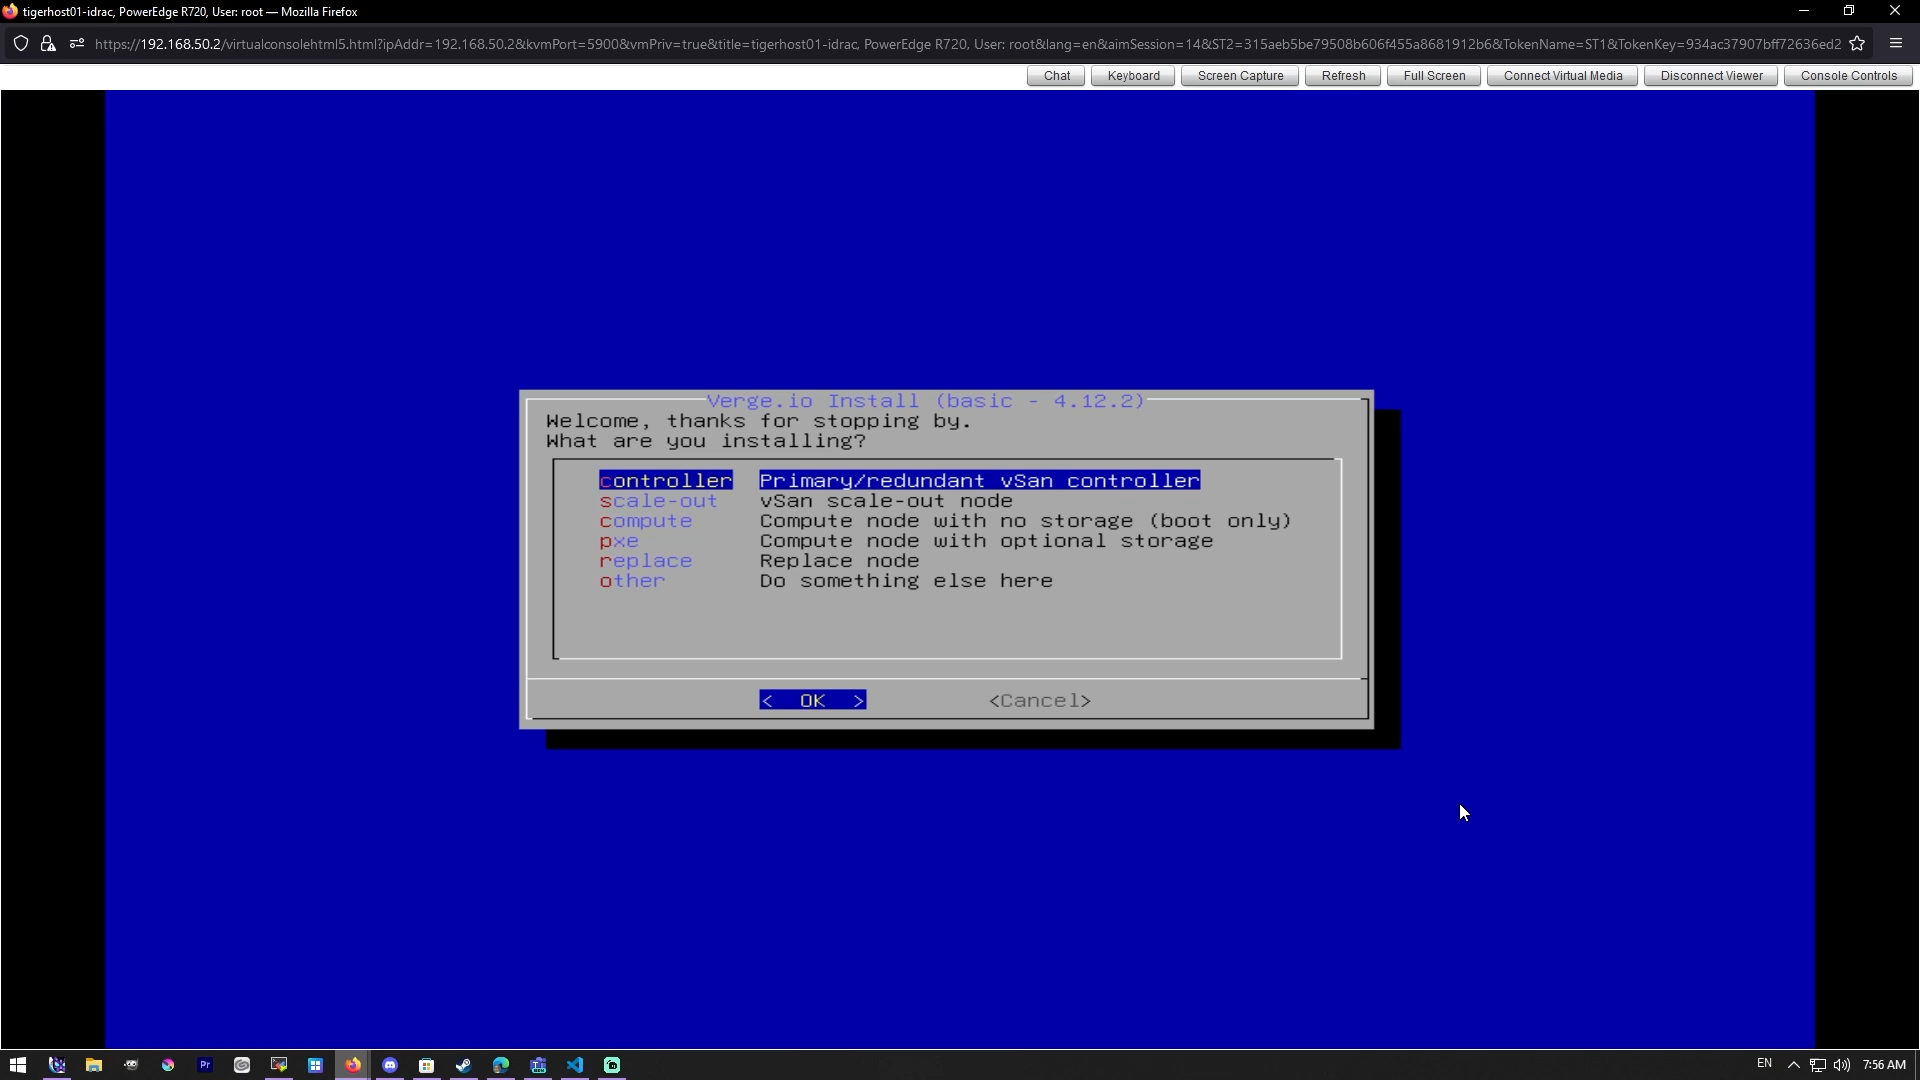 tigerhost01-idrac, PowerEdge R720, User: root — Mozilla Firefox
https://192.168.50.2/virtualconsolehtml5.html?ipAddr=192.168.50.2&kvmPort=5900&vmPriv=true&title=tigerhost01-idrac, PowerEdge R720, User: root&lang=en&aimSession=14&ST2=315aeb5be79508b606f455a8681912b6&TokenName=ST1&TokenKey=934ac37907bff72636ed2
Chat Keyboard Screen Capture Refresh Full Screen Connect Virtual Media Disconnect Viewer Console Controls
Verge.io Install (basic - 4.12.2)
Welcome, thanks for stopping by.
What are you installing?
controller Primary/redundant vSan controller
scale-out vSan scale-out node
compute Compute node with no storage (boot only)
pxe Compute node with optional storage
replace Replace node
other Do something else here
< OK > <Cancel>
Pr
EN 7:56 AM